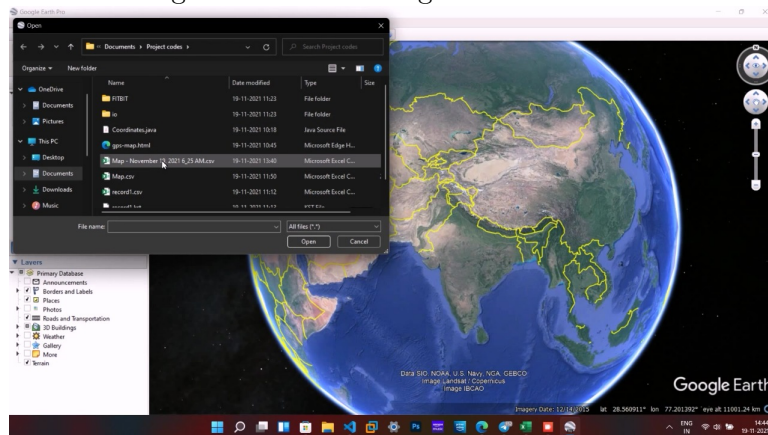 Google Earth Pro
Open
Documents > Project codes
Search Project codes
Organize
New folder
Name
Date modified
Type
Size
OneDrive
Documents
Pictures
This PC
Desktop
Documents
Downloads
Music
FITBIT 19-11-2021 11:23 File folder
io 19-11-2021 11:23 File folder
Coordinates.java 19-11-2021 10:18 Java Source File
gps-map.html 19-11-2021 10:45 Microsoft Edge H...
Map - November 19, 2021 6_25 AM.csv 19-11-2021 13:40 Microsoft Excel C...
Map.csv 19-11-2021 11:50 Microsoft Excel C...
record1.csv 19-11-2021 11:12 Microsoft Excel C...
File name:
All files (*.*)
Open
Cancel
Layers
Primary Database
Announcements
Borders and Labels
Places
Photos
Roads and Transportation
3D Buildings
Weather
Gallery
More
Terrain
N
Data SIO, NOAA, U.S. Navy, NGA, GEBCO
Image Landsat / Copernicus
Image IBCAO
Google Earth
Imagery Date: 12/14/2015 lat 28.560911° lon 77.201392° eye alt 11001.24 km
Ps
ENG
IN
14:44